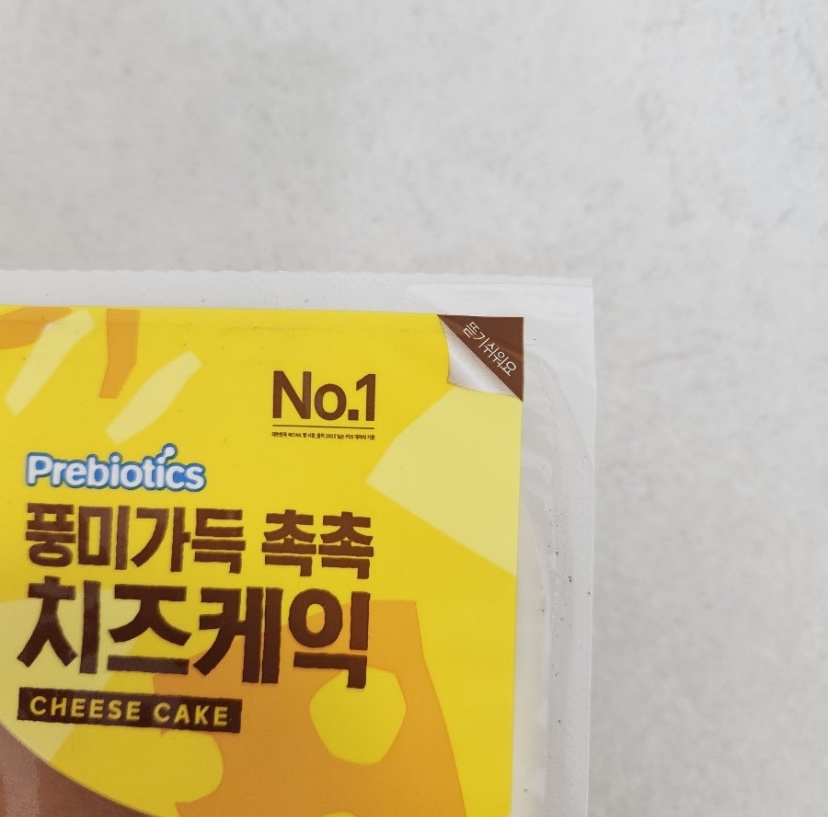 뜯기쉬워요
No.1
Prebiotics
풍미가득 촉촉
치즈케익
CHEESE CAKE